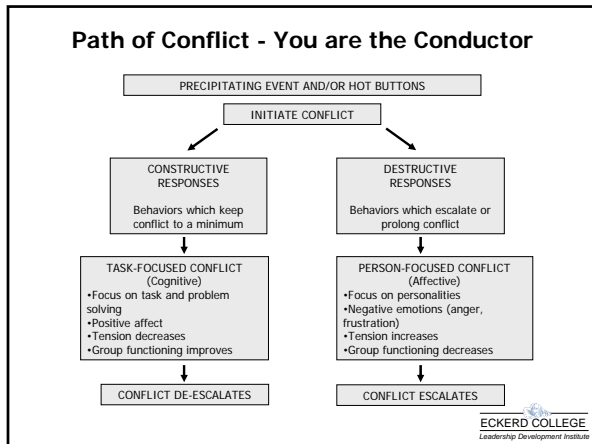 Path of Conflict - You are the Conductor
PRECIPITATING EVENT AND/OR HOT BUTTONS
INITIATE CONFLICT
CONSTRUCTIVE
RESPONSES
Behaviors which keep
conflict to a minimum
DESTRUCTIVE
RESPONSES
Behaviors which escalate or
prolong conflict
TASK-FOCUSED CONFLICT
(Cognitive)
•Focus on task and problem
solving
•Positive affect
•Tension decreases
•Group functioning improves
PERSON-FOCUSED CONFLICT
(Affective)
•Focus on personalities
•Negative emotions (anger,
frustration)
•Tension increases
•Group functioning decreases
CONFLICT DE-ESCALATES
CONFLICT ESCALATES
ECKERD COLLEGE
Leadership Development Institute